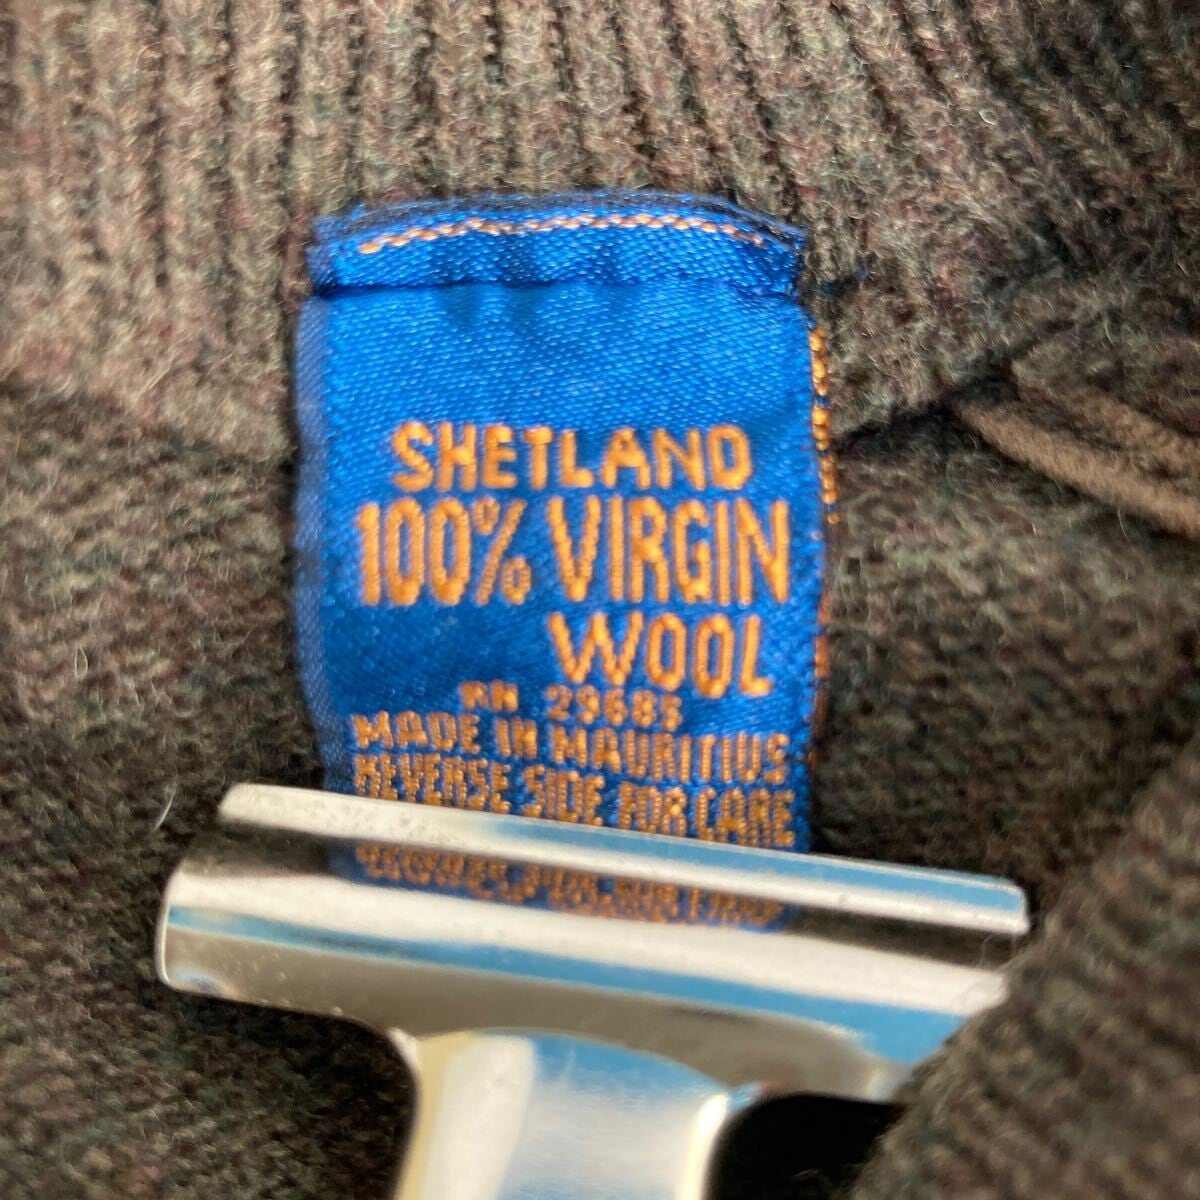 SHETLAND
100% VIRGIN
WOOL
RN 29685
MADE IN MAURITIUS
REVERSE SIDE FOR CARE